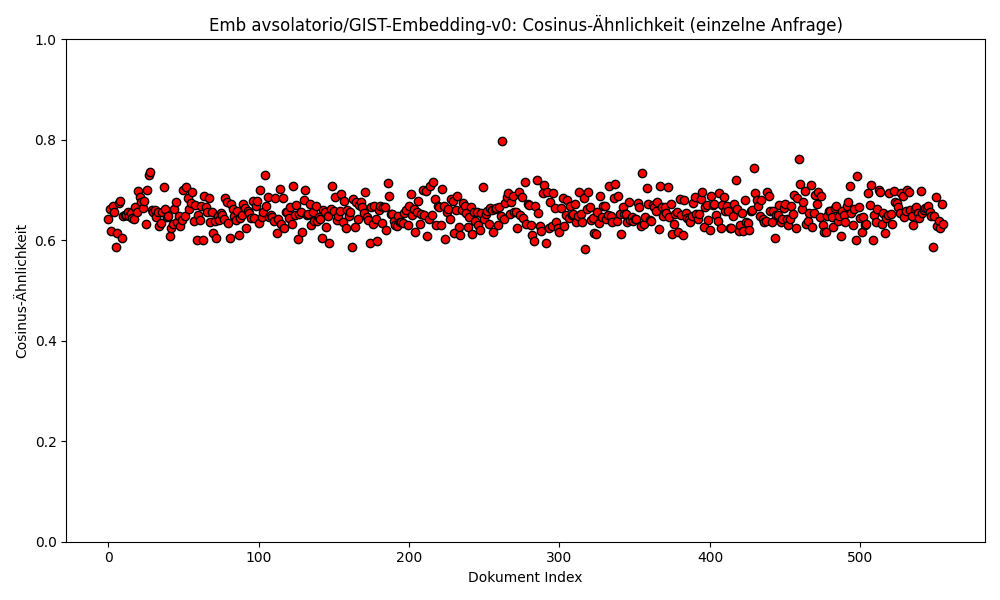 Emb avsolatorio/GIST-Embedding-v0: Cosinus-Ähnlichkeit (einzelne Anfrage)
1.0
0.8
0.6
0.4
0.2
0.0
Cosinus-Ähnlichkeit
0 100 200 300 400 500
Dokument Index